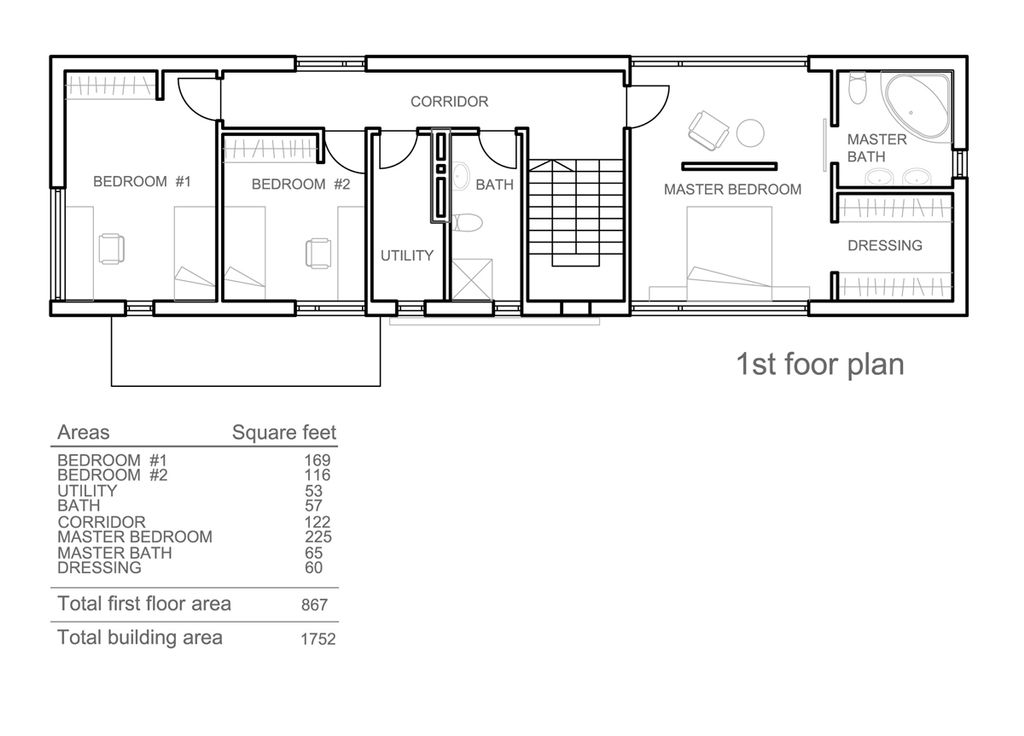 CORRIDOR
MASTER
BATH
BEDROOM #1
BEDROOM #2
BATH
MASTER BEDROOM
UTILITY
DRESSING
1st foor plan
Areas Square feet
BEDROOM #1 169
BEDROOM #2 116
UTILITY 53
BATH 57
CORRIDOR 122
MASTER BEDROOM 225
MASTER BATH 65
DRESSING 60
Total first floor area 867
Total building area 1752